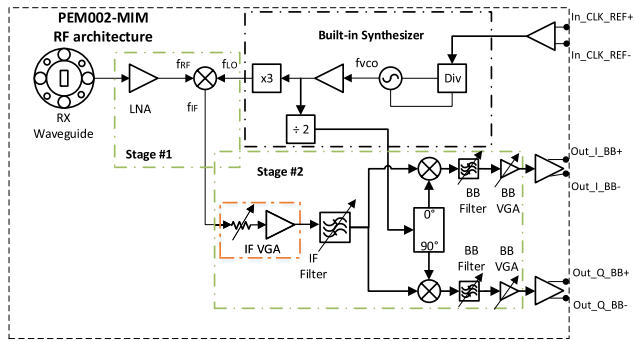 PEM002-MIM
RF architecture
Built-in Synthesizer
In_CLK_REF+
In_CLK_REF-
RX
Waveguide
LNA
fRF
fLO
fIF
x3
fvco
Div
÷ 2
Stage #1
Stage #2
IF VGA
IF
Filter
0°
90°
BB
Filter
BB
VGA
Out_I_BB+
Out_I_BB-
BB
Filter
BB
VGA
Out_Q_BB+
Out_Q_BB-